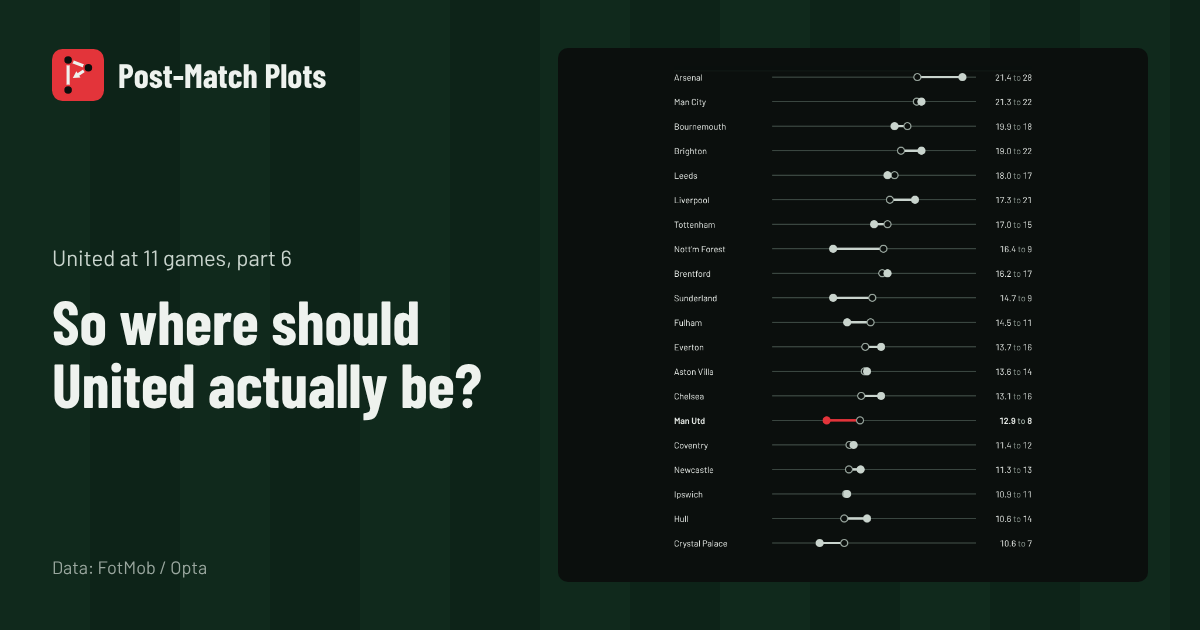 Post-Match Plots
United at 11 games, part 6
So where should
United actually be?
Data: FotMob / Opta
Arsenal 21.4 to 28
Man City 21.3 to 22
Bournemouth 19.9 to 18
Brighton 19.0 to 22
Leeds 18.0 to 17
Liverpool 17.3 to 21
Tottenham 17.0 to 15
Nott'm Forest 16.4 to 9
Brentford 16.2 to 17
Sunderland 14.7 to 9
Fulham 14.5 to 11
Everton 13.7 to 16
Aston Villa 13.6 to 14
Chelsea 13.1 to 16
Man Utd 12.9 to 8
Coventry 11.4 to 12
Newcastle 11.3 to 13
Ipswich 10.9 to 11
Hull 10.6 to 14
Crystal Palace 10.6 to 7